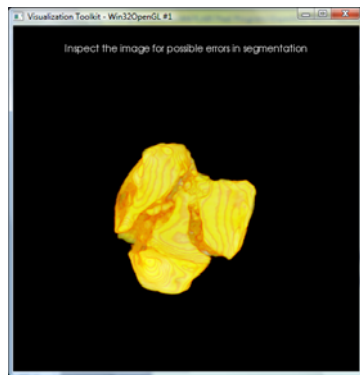 Visualization Toolkit - Win32OpenGL #1
Inspect the image for possible errors in segmentation